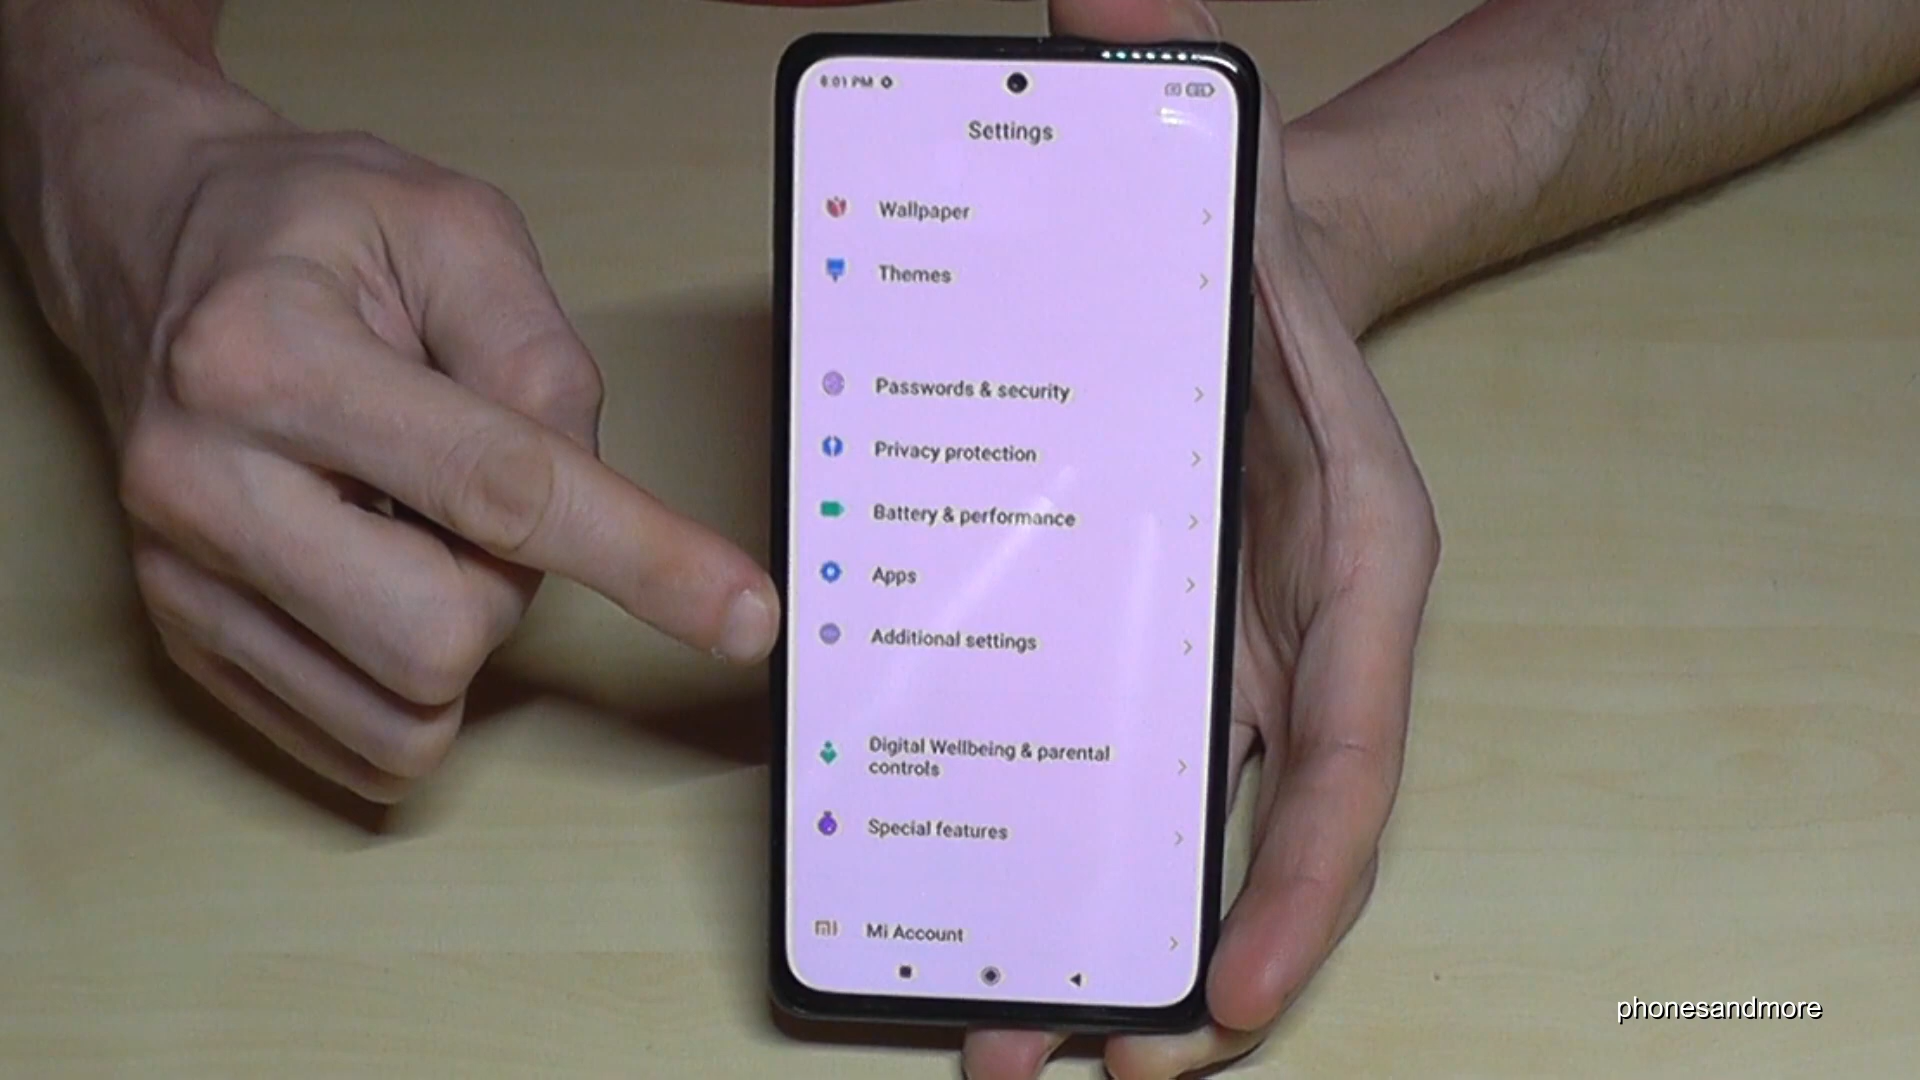 8:01 PM
Settings
Wallpaper
Themes
Passwords & security
Privacy protection
Battery & performance
Apps
Additional settings
Digital Wellbeing & parental
controls
Special features
Mi Account
phonesandmore